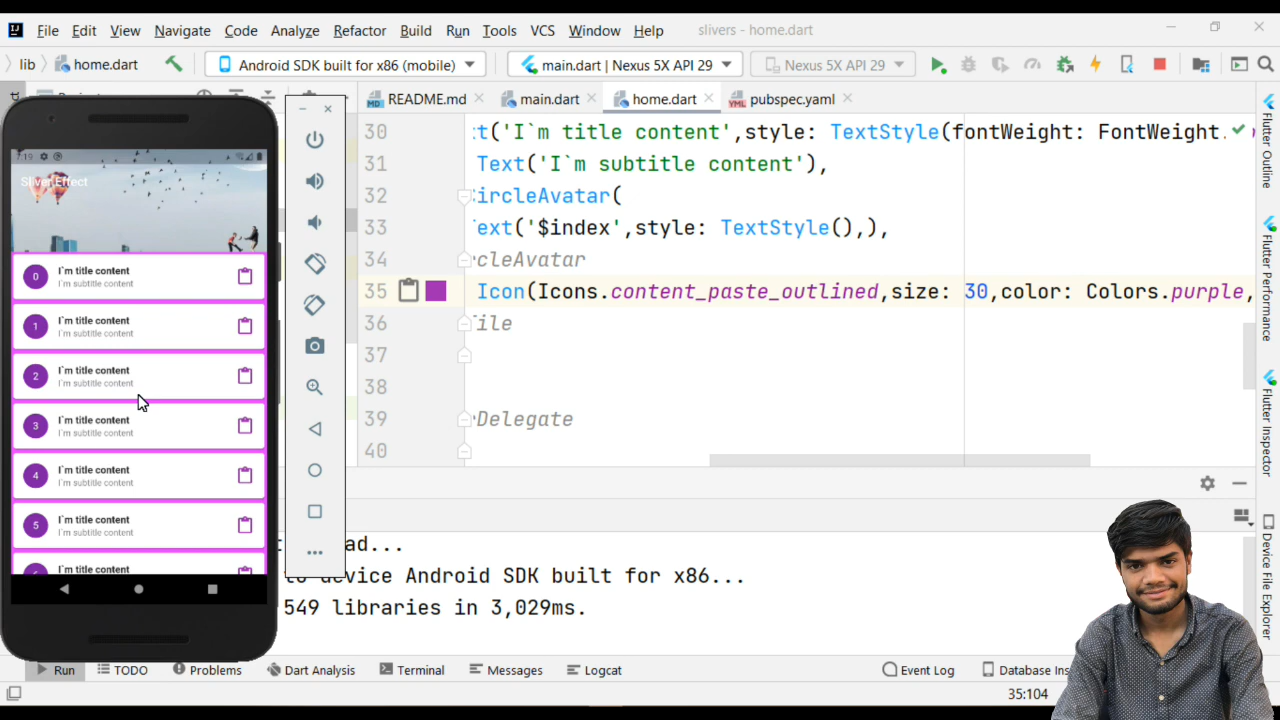 File Edit View Navigate Code Analyze Refactor Build Run Tools VCS Window Help slivers - home.dart
lib home.dart Android SDK built for x86 (mobile) main.dart | Nexus 5X API 29 Nexus 5X API 29
README.md main.dart home.dart pubspec.yaml
30 t('I`m title content',style: TextStyle(fontWeight: FontWeight.
31 Text('I`m subtitle content'),
32 ircleAvatar(
33 ext('$index',style: TextStyle(),),
34 cleAvatar
35 Icon(Icons.content_paste_outlined,size: 30,color: Colors.purple,
36 ile
37
38
39 Delegate
40
ad...
to device Android SDK built for x86...
549 libraries in 3,029ms.
7:19
Sliver Effect
0 I`m title content
I`m subtitle content
1 I`m title content
I`m subtitle content
2 I`m title content
I`m subtitle content
3 I`m title content
I`m subtitle content
4 I`m title content
I`m subtitle content
5 I`m title content
I`m subtitle content
I`m title content
Flutter Outline
Flutter Performance
Flutter Inspector
Device File Explorer
Run TODO Problems Dart Analysis Terminal Messages Logcat Event Log Database Ins
35:104